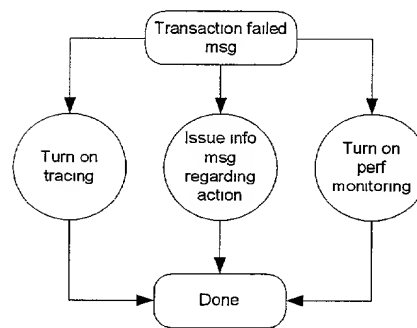 Transaction failed
msg
Turn on
tracing
Issue info
msg
regarding
action
Turn on
perf
monitoring
Done